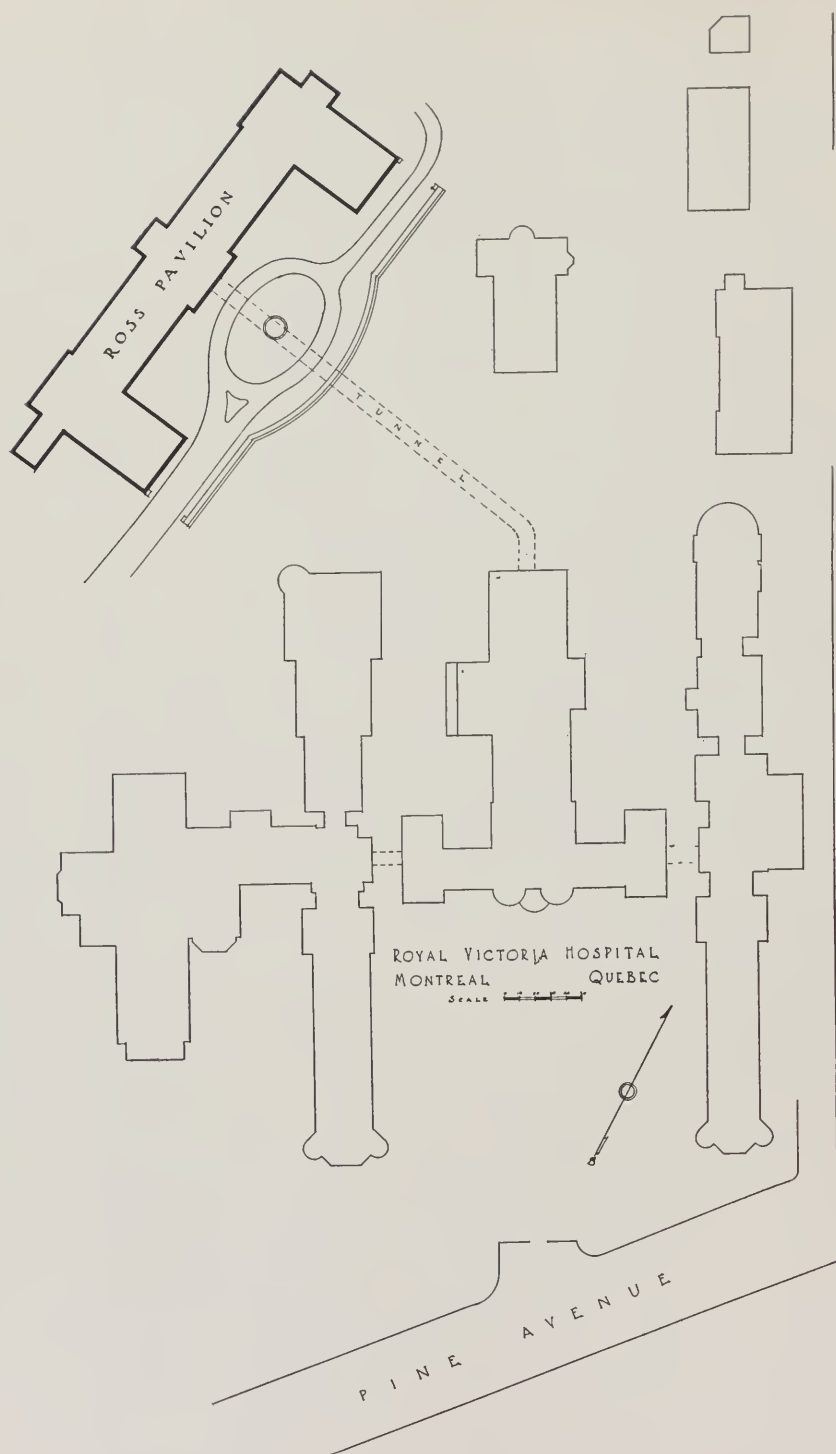 ROSS PAVILION
TUNNEL
ROYAL VICTORIA HOSPITAL
MONTREAL QUEBEC
SCALE
PINE AVENUE